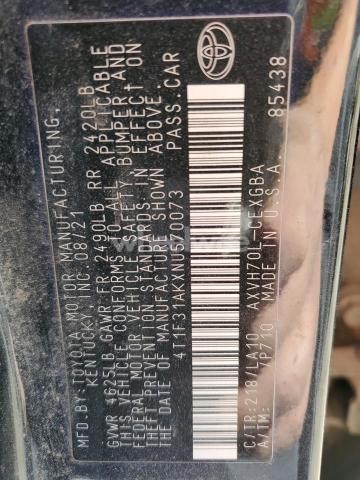 MFD.BY:TOYOTA MOTOR MANUFACTURING,
KENTUCKY, INC. 08/21
GVWR 4625LB GAWR FR 2490LB RR 2420LB
THIS VEHICLE CONFORMS TO ALL APPLICABLE
FEDERAL MOTOR VEHICLE SAFETY, BUMPER, AND
THEFT PREVENTION STANDARDS IN EFFECT ON
THE DATE OF MANUFACTURE SHOWN ABOVE.
4T1F31AKXNU570073 PASS.CAR
C/TR:218/LA10 AXVH70L-CEXGBA
A/TM: 7P710 MADE IN U.S.A.
85438